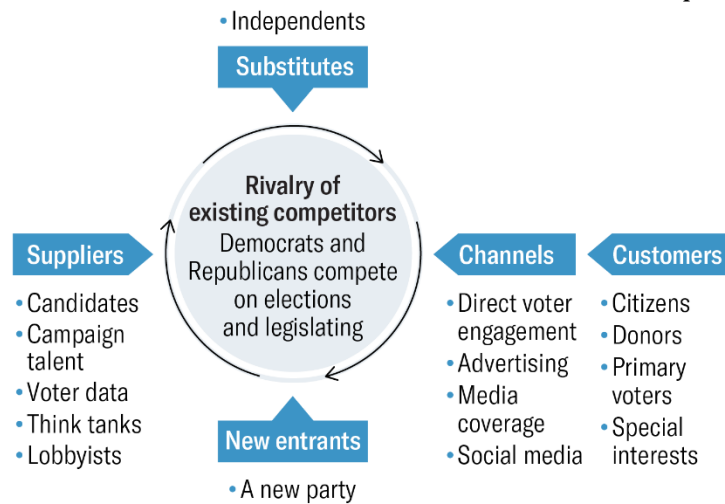 • Independents
Substitutes
Rivalry of
existing competitors
Democrats and
Republicans compete
on elections
and legislating
Suppliers
• Candidates
• Campaign
talent
• Voter data
• Think tanks
• Lobbyists
Channels
• Direct voter
engagement
• Advertising
• Media
coverage
• Social media
Customers
• Citizens
• Donors
• Primary
voters
• Special
interests
New entrants
• A new party